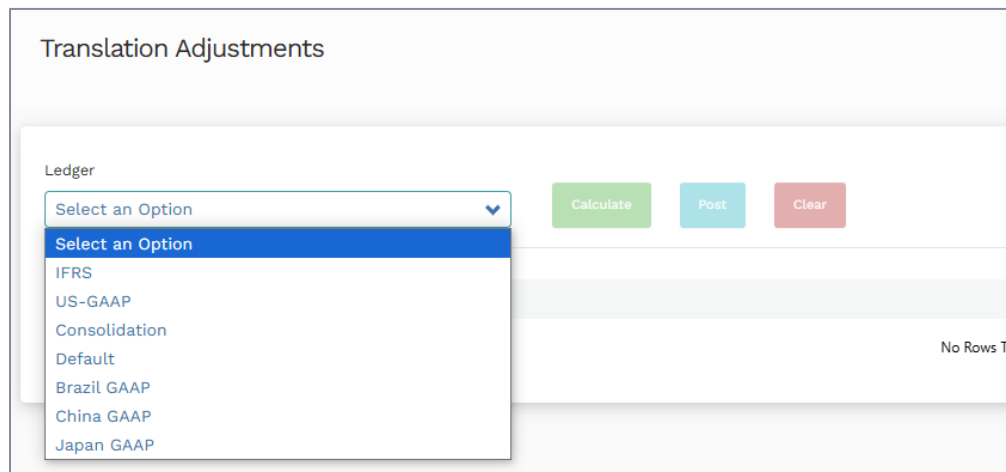 Translation Adjustments
Ledger
Select an Option
Calculate
Post
Clear
Select an Option
IFRS
US-GAAP
Consolidation
Default
Brazil GAAP
China GAAP
Japan GAAP
No Rows T